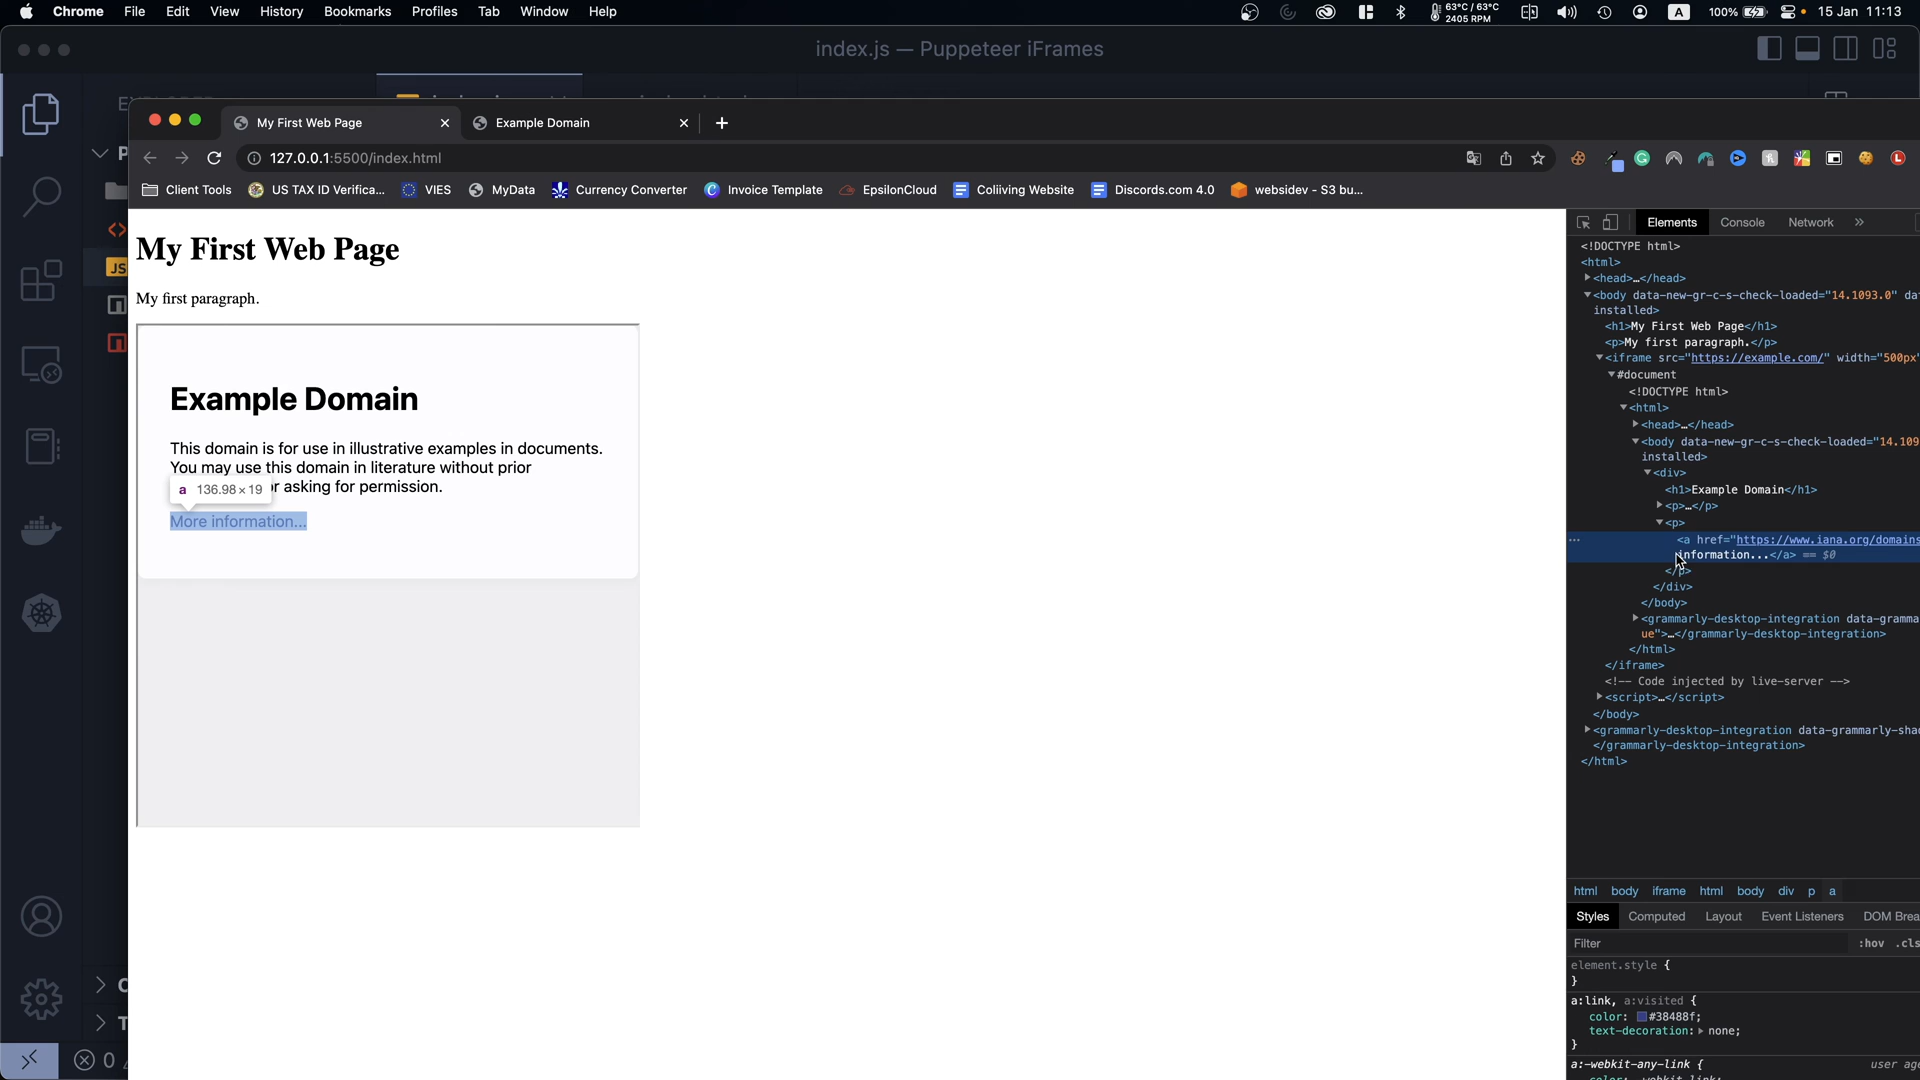 Chrome File Edit View History Bookmarks Profiles Tab Window Help 63°C / 63°C 2405 RPM A 100% 15 Jan 11:13
index.js — Puppeteer iFrames
My First Web Page Example Domain
127.0.0.1:5500/index.html
Client Tools US TAX ID Verifica... VIES MyData Currency Converter Invoice Template EpsilonCloud Coliiving Website Discords.com 4.0 websidev - S3 bu...
My First Web Page
My first paragraph.
Example Domain
This domain is for use in illustrative examples in documents.
You may use this domain in literature without prior
r asking for permission.
a 136.98×19
More information...
Elements Console Network »
<!DOCTYPE html>
<html>
<head>…</head>
<body data-new-gr-c-s-check-loaded="14.1093.0" da
installed>
<h1>My First Web Page</h1>
<p>My first paragraph.</p>
<iframe src="https://example.com/" width="500px"
#document
<!DOCTYPE html>
<html>
<head>…</head>
<body data-new-gr-c-s-check-loaded="14.109
installed>
<div>
<h1>Example Domain</h1>
<p>…</p>
<p>
<a href="https://www.iana.org/domains
information...</a> == $0
</p>
</div>
</body>
<grammarly-desktop-integration data-gramma
ue">…</grammarly-desktop-integration>
</html>
</iframe>
<!-- Code injected by live-server -->
<script>…</script>
</body>
<grammarly-desktop-integration data-grammarly-sha
</grammarly-desktop-integration>
</html>
html body iframe html body div p a
Styles Computed Layout Event Listeners DOM Brea
Filter :hov .cls
element.style {
}
a:link, a:visited {
color: #38488f;
text-decoration: none;
}
a:-webkit-any-link { user ag
JS
0